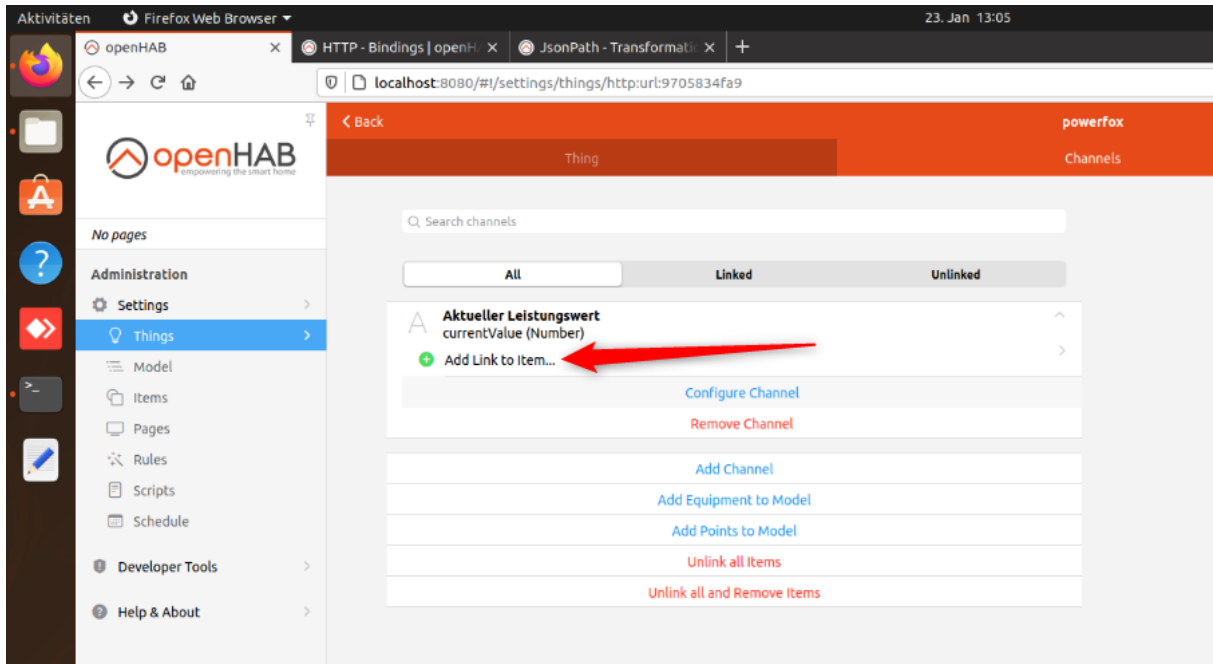 Aktivitäten Firefox Web Browser 23. Jan 13:05
openHAB HTTP - Bindings | openH JsonPath - Transformatic
localhost:8080/#!/settings/things/http:url:9705834fa9
openHAB
empowering the smart home
No pages
Administration
Settings
Things
Model
Items
Pages
Rules
Scripts
Schedule
Developer Tools
Help & About
Back
powerfox
Thing
Channels
Search channels
All Linked Unlinked
A
Aktueller Leistungswert
currentValue (Number)
Add Link to Item...
Configure Channel
Remove Channel
Add Channel
Add Equipment to Model
Add Points to Model
Unlink all Items
Unlink all and Remove Items